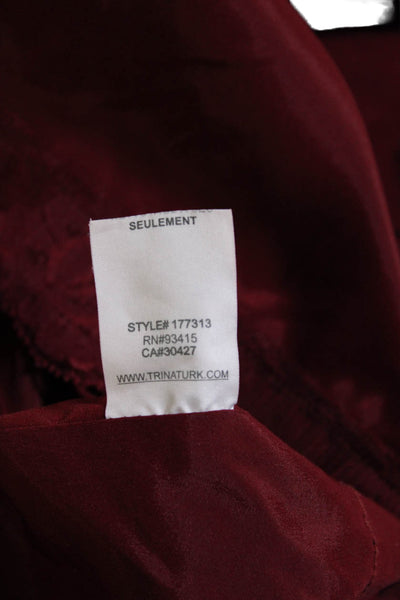 SEULEMENT
STYLE# 177313
RN#93415
CA#30427
WWW.TRINATURK.COM